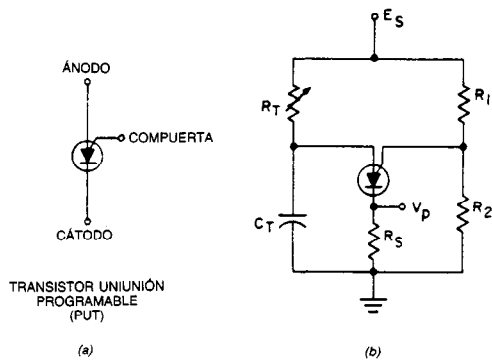 ÁNODO
COMPUERTA
CÁTODO
TRANSISTOR UNIUNIÓN
PROGRAMABLE
(PUT)
(a)
E_S
R_T
R_1
C_T
V_p
R_S
R_2
(b)